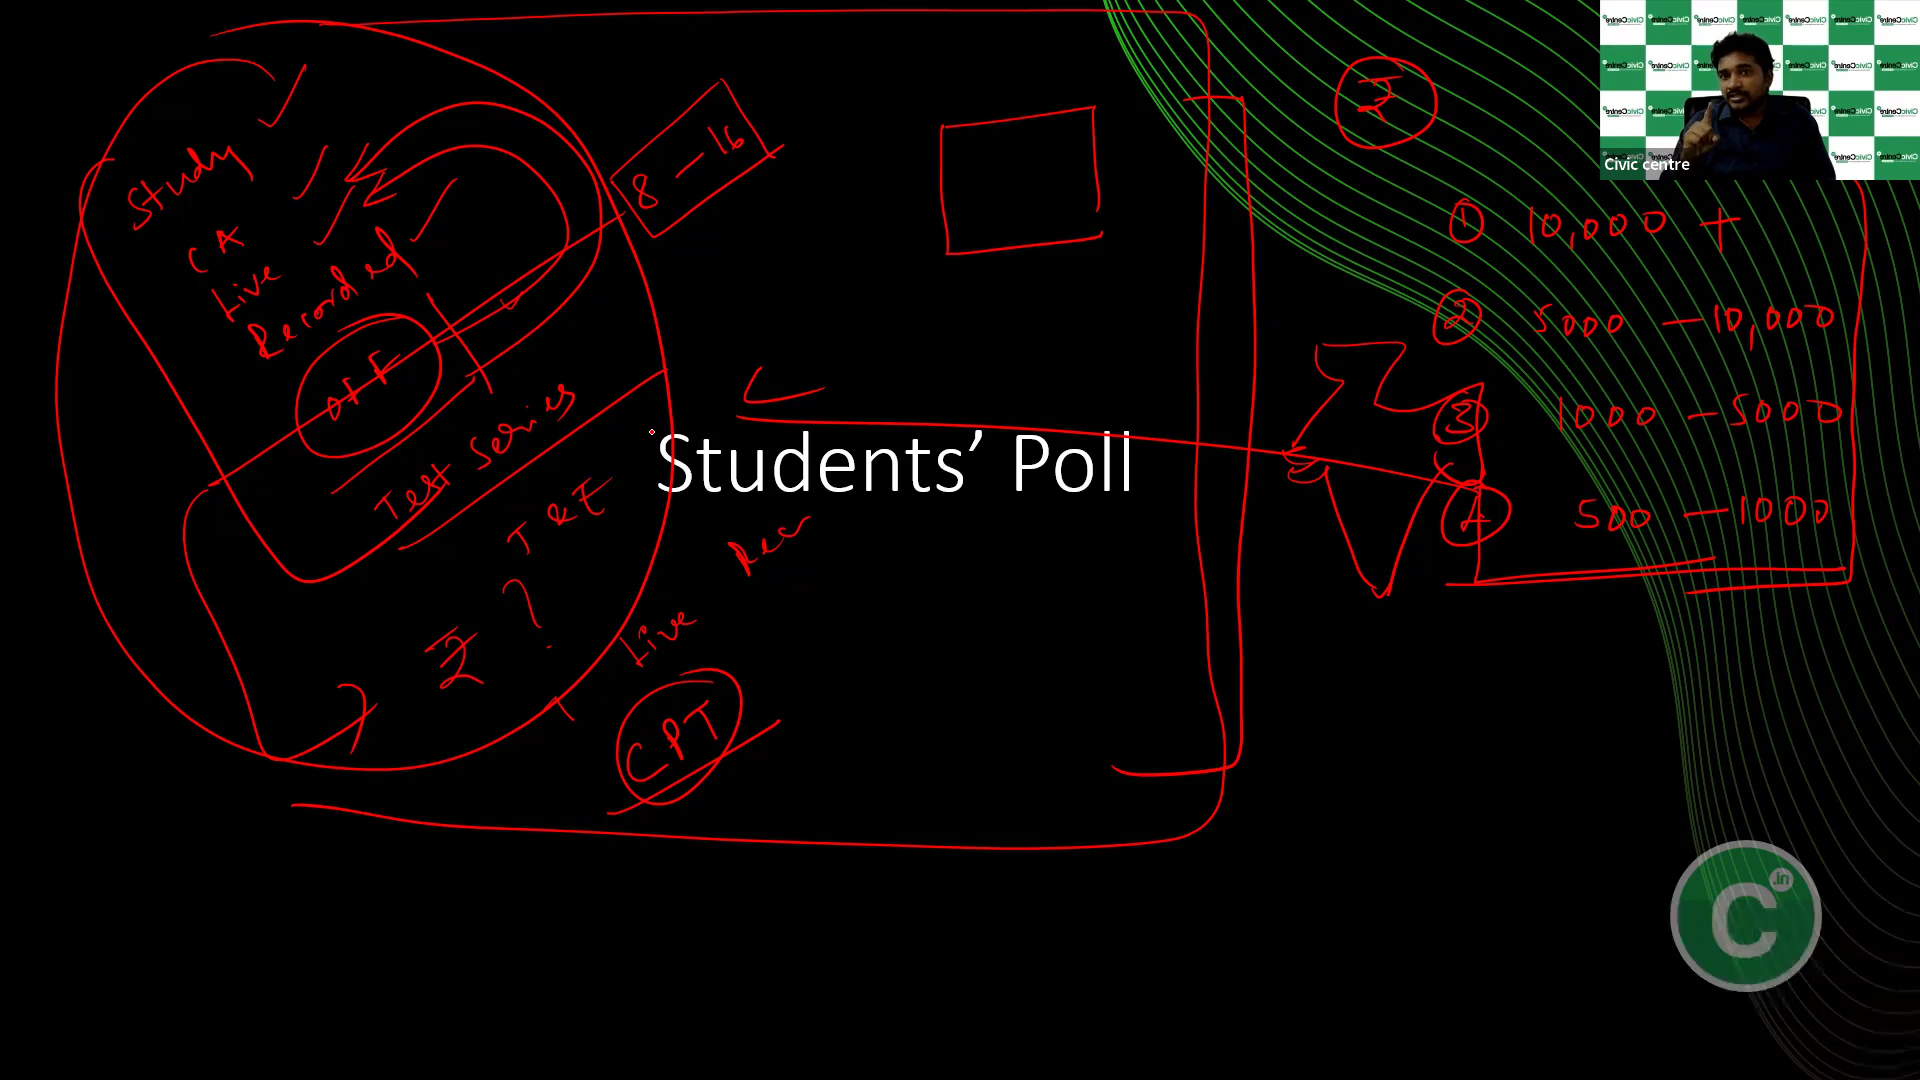 Study
CA
Live
Recorded
OFF
Test Series
T&E
₹ ?
8 — 16
Students' Poll
Live Rec
CPT
₹
① 10,000 +
② 5000 — 10,000
③ 1000 — 5000
④ 500 — 1000
Civic centre
C .in